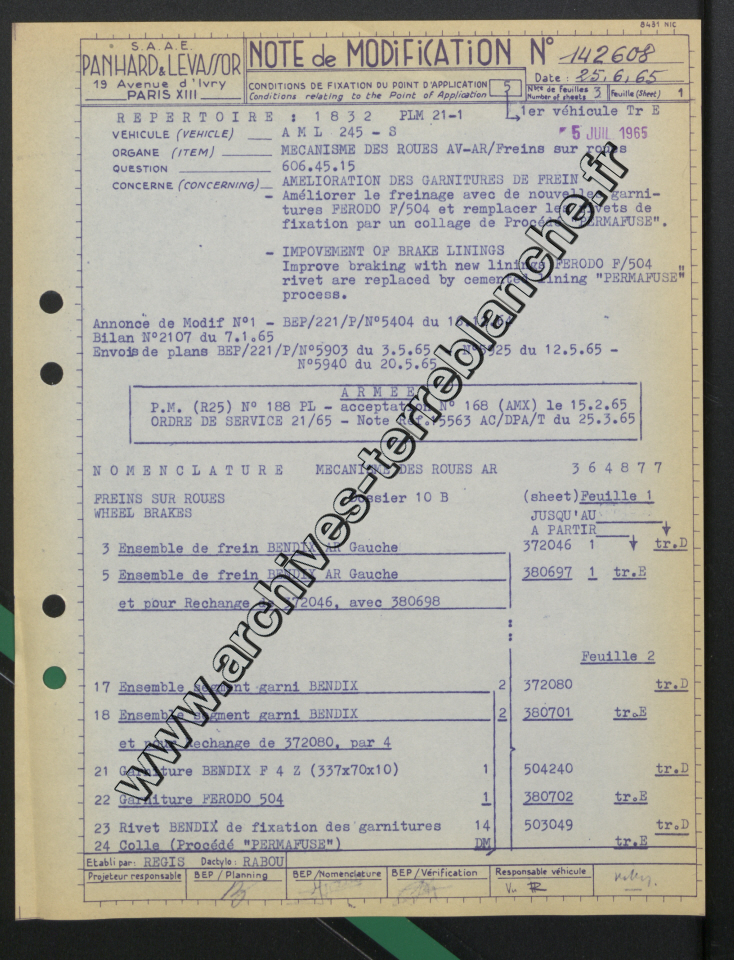 8431 NIC
S.A.A.E.
PANHARD & LEVASSOR
19 Avenue d'Ivry
PARIS XIII
NOTE de MODIFICATION N° 142608
Date : 25.6.65
CONDITIONS DE FIXATION DU POINT D'APPLICATION 5
Conditions relating to the Point of Application
Nbre de feuilles 3
Number of sheets
Feuille (Sheet) 1
REPERTOIRE : 1832 PLM 21-1 1er véhicule Tr E
VÉHICULE (VEHICLE) AML 245 - S
5 JUIL 1965
ORGANE (ITEM) MECANISME DES ROUES AV-AR/Freins sur roues
QUESTION 606.45.15
CONCERNE (CONCERNING) AMELIORATION DES GARNITURES DE FREIN
- Améliorer le freinage avec de nouvelles garni-
tures FERODO F/504 et remplacer les rivets de
fixation par un collage de Procédé "PERMAFUSE".
- IMPOVEMENT OF BRAKE LININGS
Improve braking with new linings FERODO F/504
rivet are replaced by cemented lining "PERMAFUSE"
process.
Annonce de Modif N°1 - BEP/221/P/N°5404 du
Bilan N°2107 du 7.1.65
Envois de plans BEP/221/P/N°5903 du 3.5.65 - N°5925 du 12.5.65 -
N°5940 du 20.5.65
ARMEE
P.M. (R25) N° 188 PL - acceptation N° 168 (AMX) le 15.2.65
ORDRE DE SERVICE 21/65 - Note Réf. 5563 AC/DPA/T du 25.3.65
NOMENCLATURE MECANISME DES ROUES AR 364877
FREINS SUR ROUES Dossier 10 B (sheet) Feuille 1
WHEEL BRAKES JUSQU'AU
A PARTIR
3 Ensemble de frein BENDIX AR Gauche 372046 1 tr.D
5 Ensemble de frein BENDIX AR Gauche 380697 1 tr.E
et pour Rechange de 372046, avec 380698
Feuille 2
17 Ensemble segment garni BENDIX 2 372080 tr.D
18 Ensemble segment garni BENDIX 2 380701 tr.E
et pour Rechange de 372080, par 4
21 Garniture BENDIX F 4 Z (337x70x10) 1 504240 tr.D
22 Garniture FERODO 504 1 380702 tr.E
23 Rivet BENDIX de fixation des garnitures 14 503049 tr.D
24 Colle (Procédé "PERMAFUSE") DM tr.E
Etabli par: REGIS Dactylo: RABOU
Projeteur responsable
BEP / Planning
BEP / Nomenclature
BEP / Vérification
Responsable véhicule
www.archives-terreblanche.fr